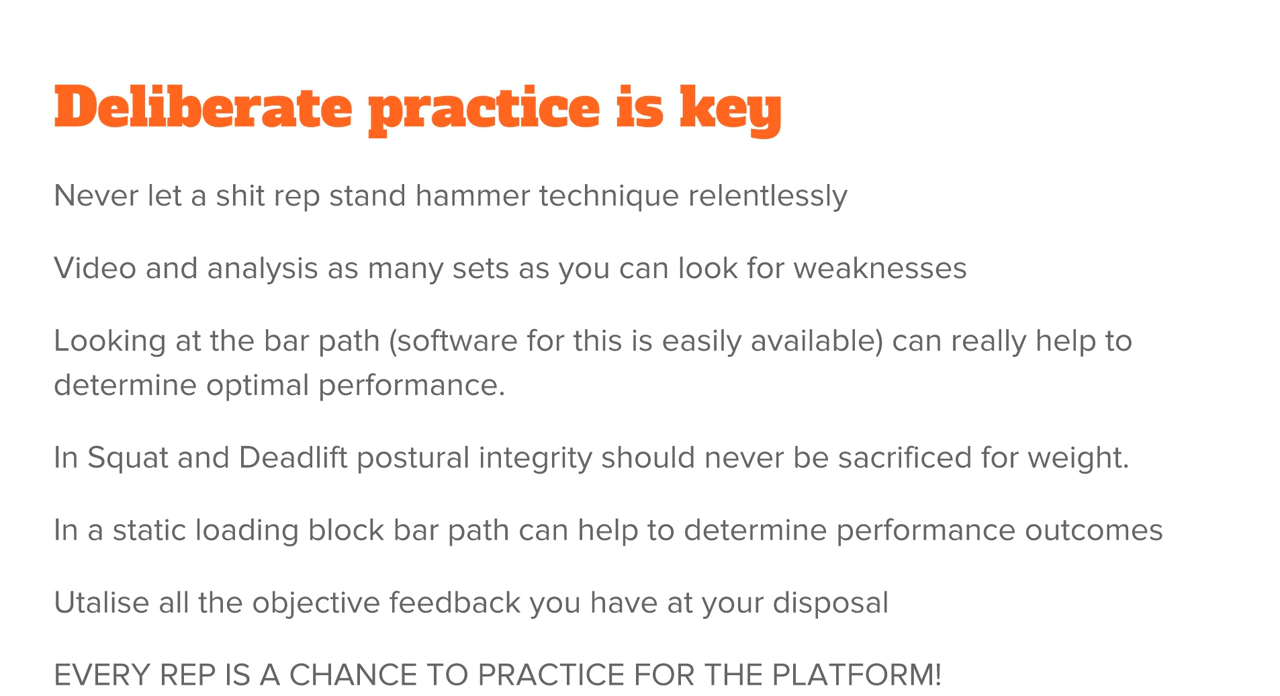 Deliberate practice is key
Never let a shit rep stand hammer technique relentlessly
Video and analysis as many sets as you can look for weaknesses
Looking at the bar path (software for this is easily available) can really help to
determine optimal performance.
In Squat and Deadlift postural integrity should never be sacrificed for weight.
In a static loading block bar path can help to determine performance outcomes
Utalise all the objective feedback you have at your disposal
EVERY REP IS A CHANCE TO PRACTICE FOR THE PLATFORM!